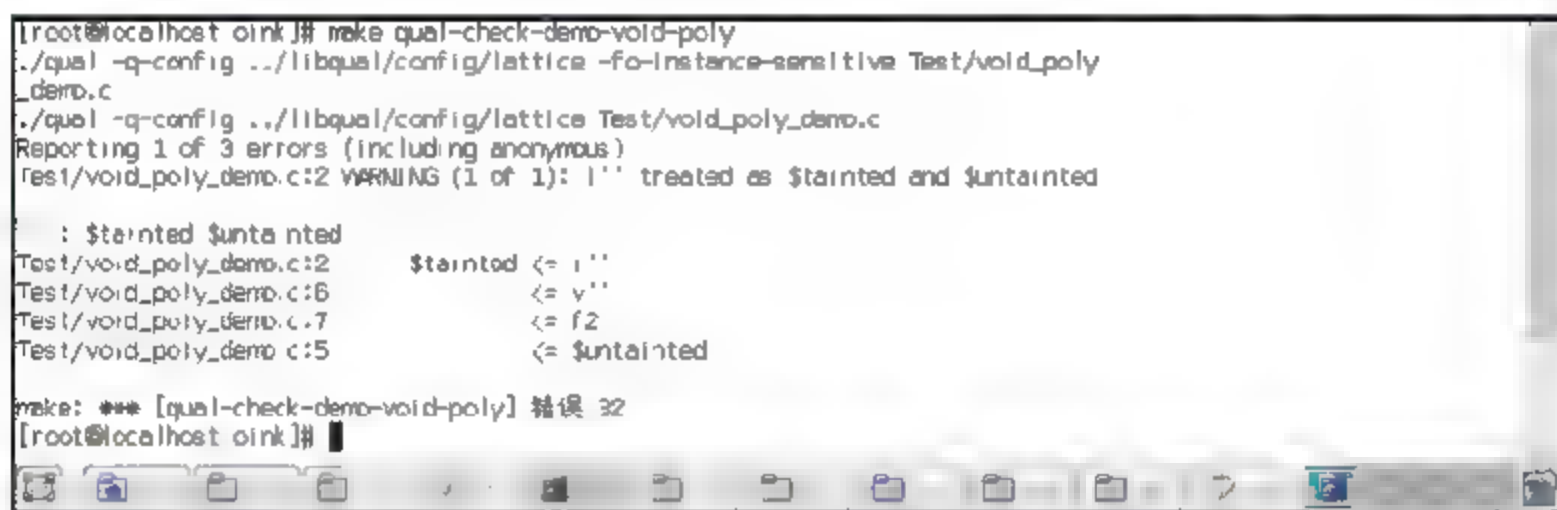 [root@localhost oink]# make qual-check-demo-void-poly
./qual -q-config ../libqual/config/lattice -fo-instance-sensitive Test/void_poly
_demo.c
./qual -q-config ../libqual/config/lattice Test/void_poly_demo.c
Reporting 1 of 3 errors (including anonymous)
Test/void_poly_demo.c:2 WARNING (1 of 1): i'' treated as $tainted and $untainted
: $tainted $untainted
Test/void_poly_demo.c:2 $tainted <= i''
Test/void_poly_demo.c:6 <= v''
Test/void_poly_demo.c:7 <= f2
Test/void_poly_demo.c:5 <= $untainted
make: *** [qual-check-demo-void-poly] 错误 32
[root@localhost oink]#